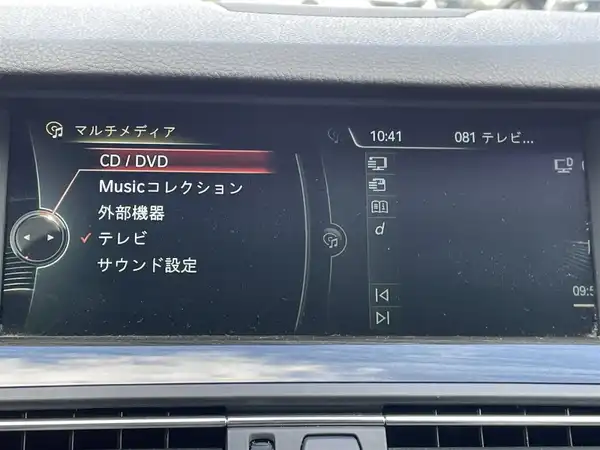 マルチメディア
10:41
081 テレビ...
CD / DVD
Musicコレクション
外部機器
テレビ
サウンド設定
D
1
d